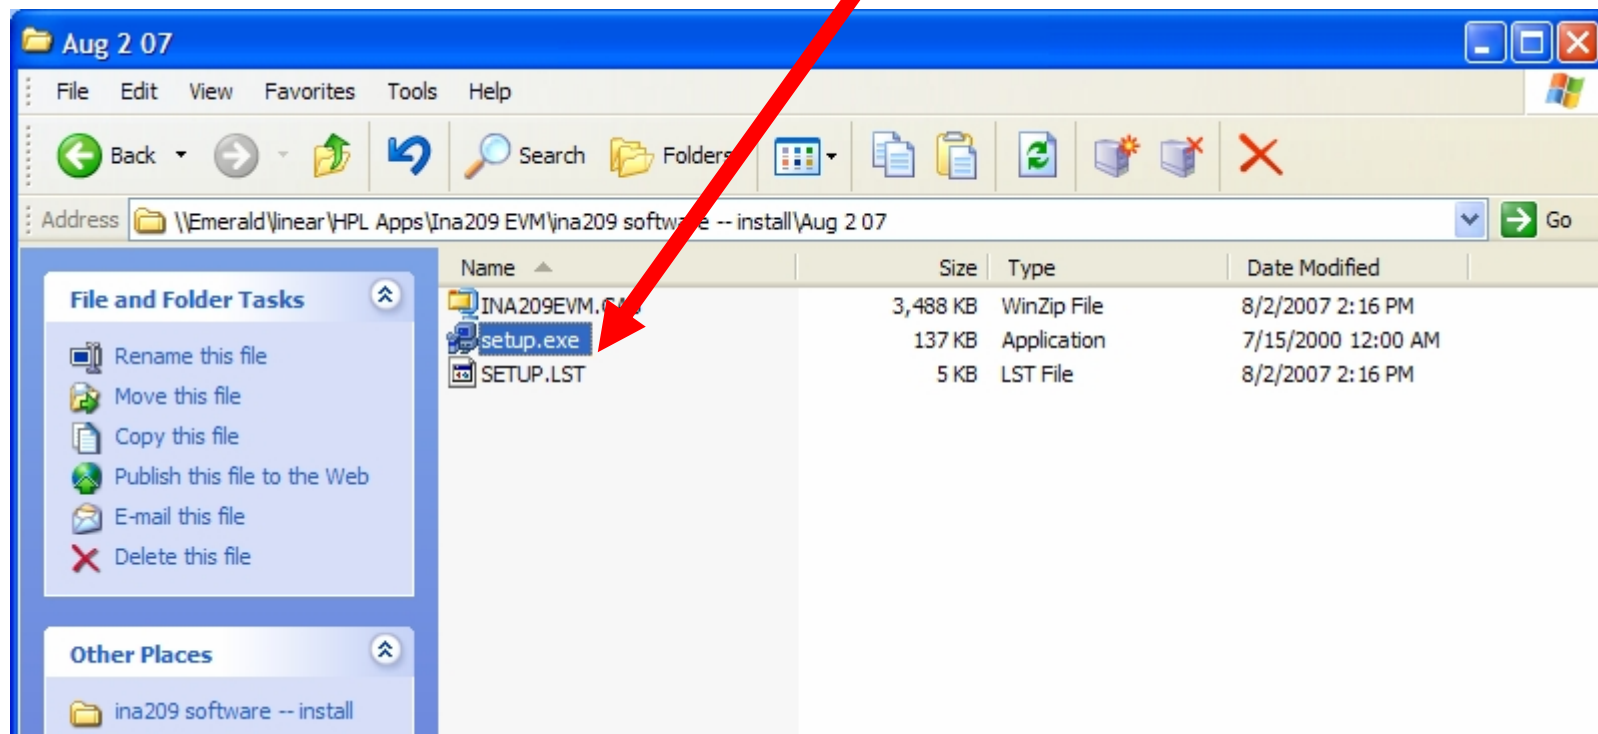 Aug 2 07
File Edit View Favorites Tools Help
Back Search Folders
Address \\Emerald\linear\HPL Apps\Ina209 EVM\ina209 software -- install\Aug 2 07 Go
Name Size Type Date Modified
INA209EVM.CAB 3,488 KB WinZip File 8/2/2007 2:16 PM
setup.exe 137 KB Application 7/15/2000 12:00 AM
SETUP.LST 5 KB LST File 8/2/2007 2:16 PM
File and Folder Tasks
Rename this file
Move this file
Copy this file
Publish this file to the Web
E-mail this file
Delete this file
Other Places
ina209 software -- install